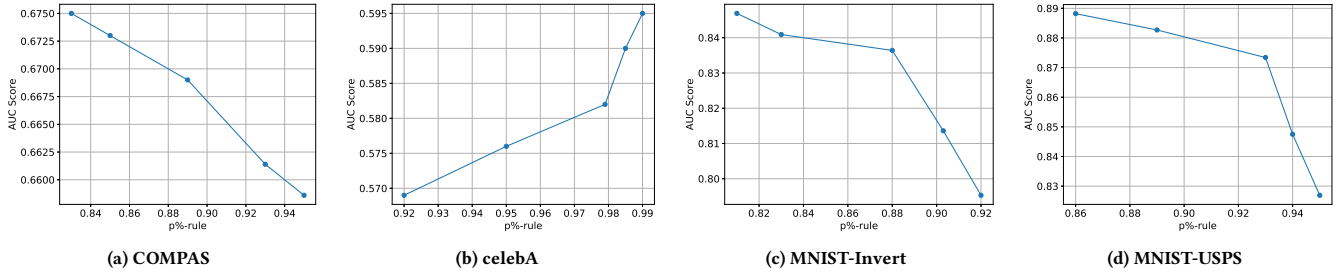 0.6750
0.6725
0.6700
0.6675
0.6650
0.6625
0.6600
AUC Score
0.84 0.86 0.88 0.90 0.92 0.94
p%-rule
(a) COMPAS
0.595
0.590
0.585
0.580
0.575
0.570
AUC Score
0.92 0.93 0.94 0.95 0.96 0.97 0.98 0.99
p%-rule
(b) celebA
0.84
0.83
0.82
0.81
0.80
AUC Score
0.82 0.84 0.86 0.88 0.90 0.92
p%-rule
(c) MNIST-Invert
0.89
0.88
0.87
0.86
0.85
0.84
0.83
AUC Score
0.86 0.88 0.90 0.92 0.94
p%-rule
(d) MNIST-USPS